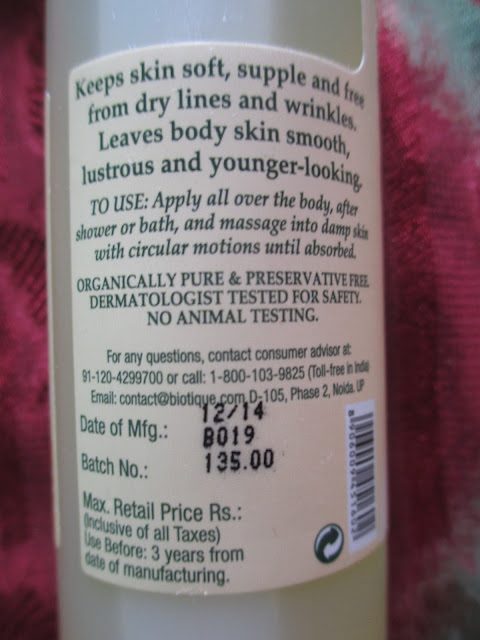 Keeps skin soft, supple and free
from dry lines and wrinkles.
Leaves body skin smooth,
lustrous and younger-looking.
TO USE: Apply all over the body, after
shower or bath, and massage into damp skin
with circular motions until absorbed.
ORGANICALLY PURE & PRESERVATIVE FREE.
DERMATOLOGIST TESTED FOR SAFETY.
NO ANIMAL TESTING.
For any questions, contact consumer advisor at:
91-120-4299700 or call: 1-800-103-9825 (Toll-free in India)
Email: contact@biotique.com D-105, Phase 2, Noida. UP
12/14
Date of Mfg.:
B019
Batch No.:
135.00
Max. Retail Price Rs.:
(Inclusive of all Taxes)
Use Before: 3 years from
date of manufacturing.